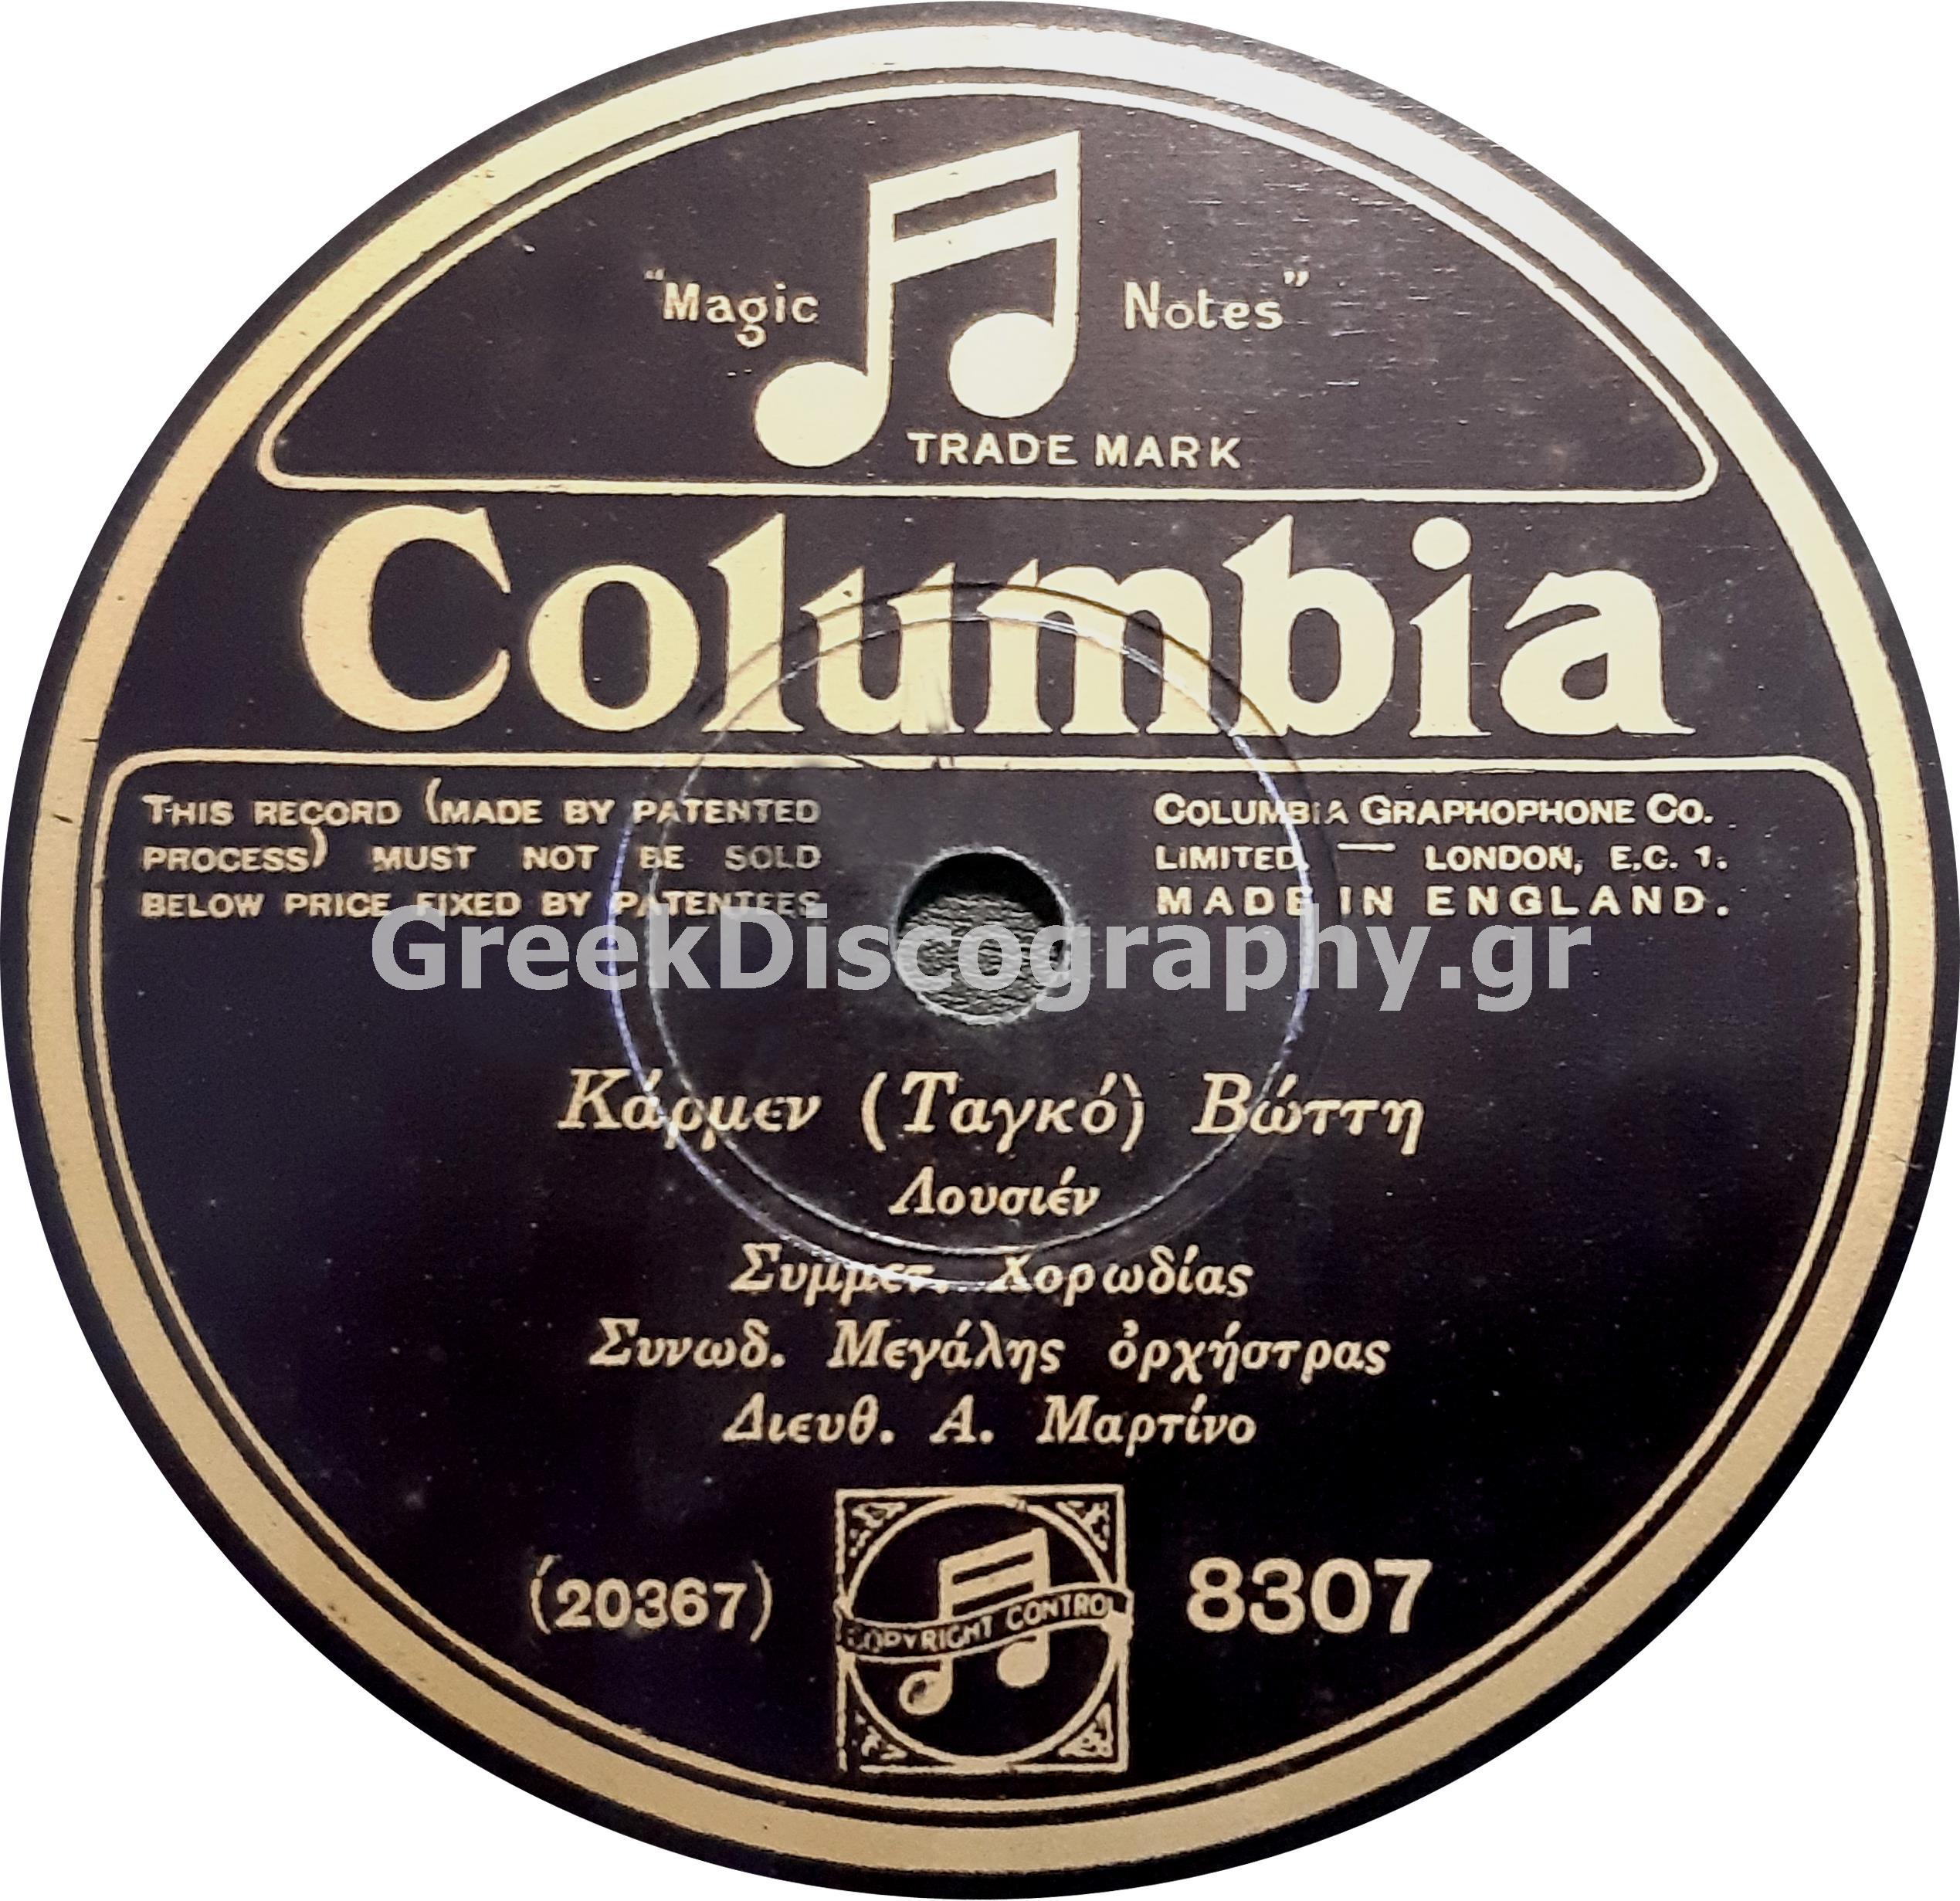 "Magic Notes"
TRADE MARK
Columbia
THIS RECORD (MADE BY PATENTED
PROCESS) MUST NOT BE SOLD
BELOW PRICE FIXED BY PATENTEES
COLUMBIA GRAPHOPHONE CO.
LIMITED. — LONDON, E.C. 1.
MADE IN ENGLAND.
GreekDiscography.gr
Κάρμεν (Ταγκό) Βώττη
Λουσιέν
Συμμετ. Χορωδίας
Συνωδ. Μεγάλης ὀρχήστρας
Διευθ. Α. Μαρτίνο
(20367)
COPYRIGHT CONTROL
8307